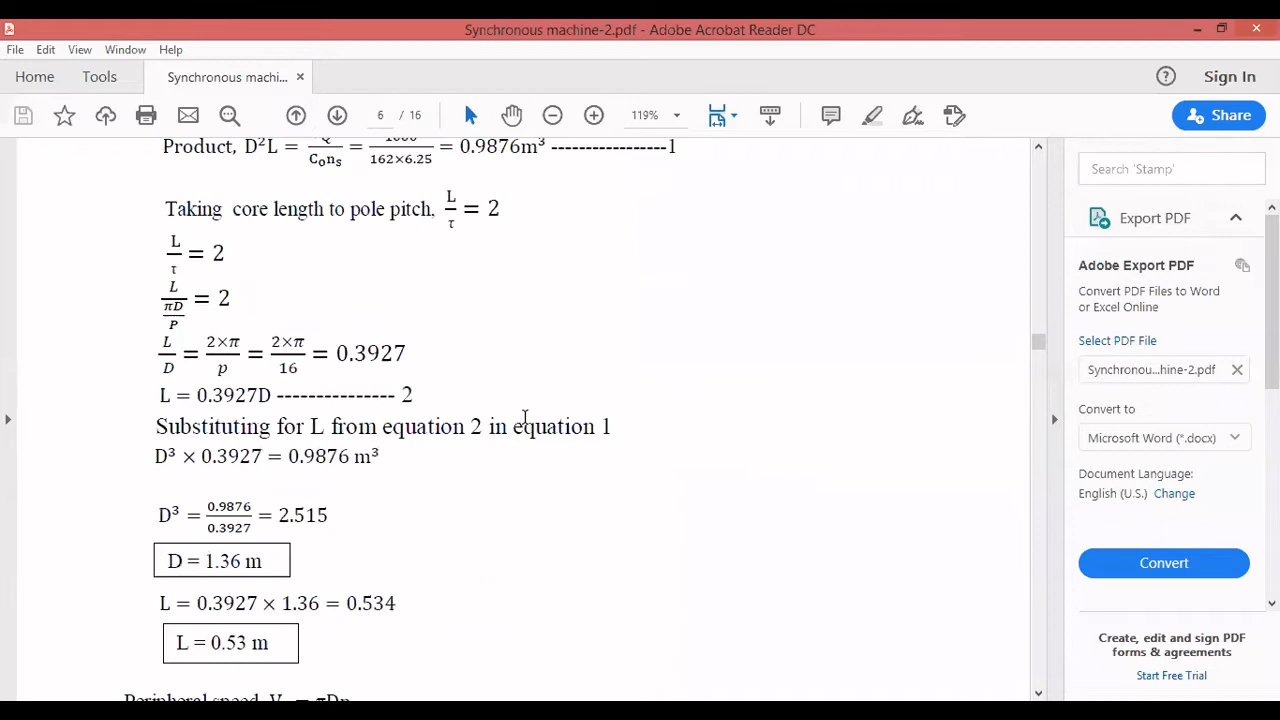 Synchronous machine-2.pdf - Adobe Acrobat Reader DC
File Edit View Window Help
Home Tools Synchronous machi... × Sign In
6 / 16 119% Share
Product, D²L = Q/C₀nₛ = 1000/162×6.25 = 0.9876m³ -----------------1
Taking core length to pole pitch, L/τ = 2
L/τ = 2
L/(πD/P) = 2
L/D = 2×π/p = 2×π/16 = 0.3927
L = 0.3927D --------------- 2
Substituting for L from equation 2 in equation 1
D³ × 0.3927 = 0.9876 m³
D³ = 0.9876/0.3927 = 2.515
D = 1.36 m
L = 0.3927 × 1.36 = 0.534
L = 0.53 m
Search 'Stamp'
Export PDF
Adobe Export PDF
Convert PDF Files to Word
or Excel Online
Select PDF File
Synchronou...hine-2.pdf
Convert to
Microsoft Word (*.docx)
Document Language:
English (U.S.) Change
Convert
Create, edit and sign PDF
forms & agreements
Start Free Trial